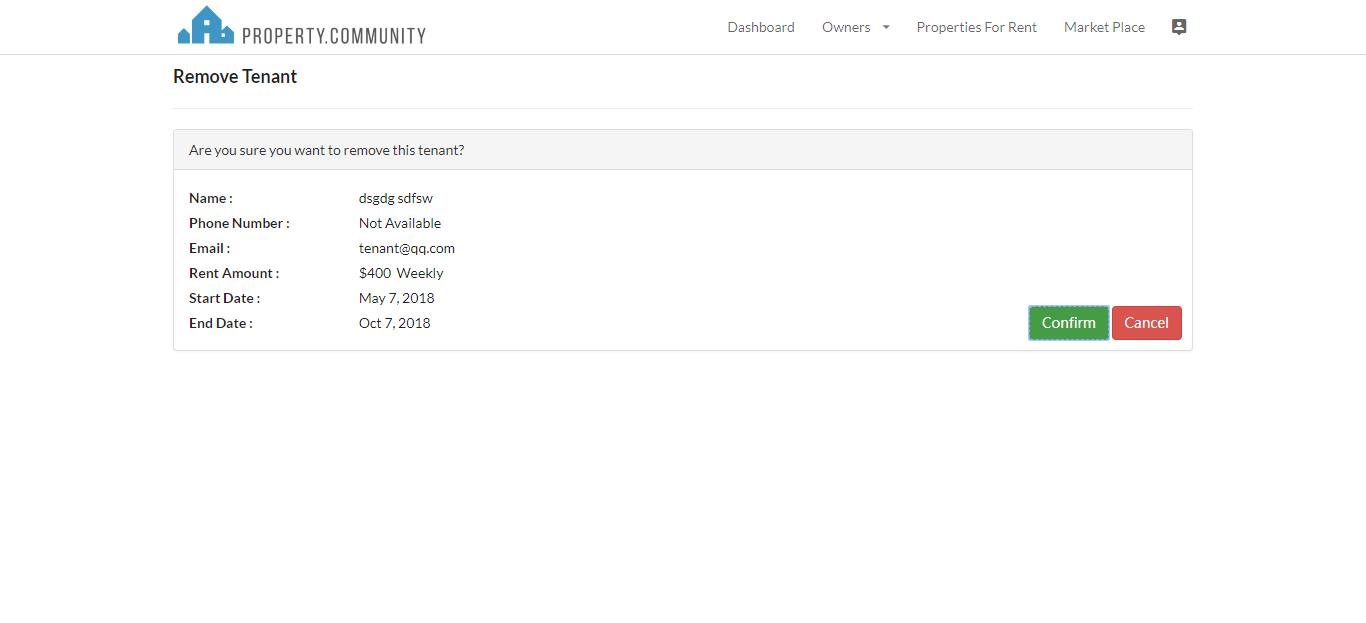 PROPERTY.COMMUNITY
Dashboard Owners Properties For Rent Market Place
Remove Tenant
Are you sure you want to remove this tenant?
Name : dsgdg sdfsw
Phone Number : Not Available
Email : tenant@qq.com
Rent Amount : $400 Weekly
Start Date : May 7, 2018
End Date : Oct 7, 2018
Confirm Cancel